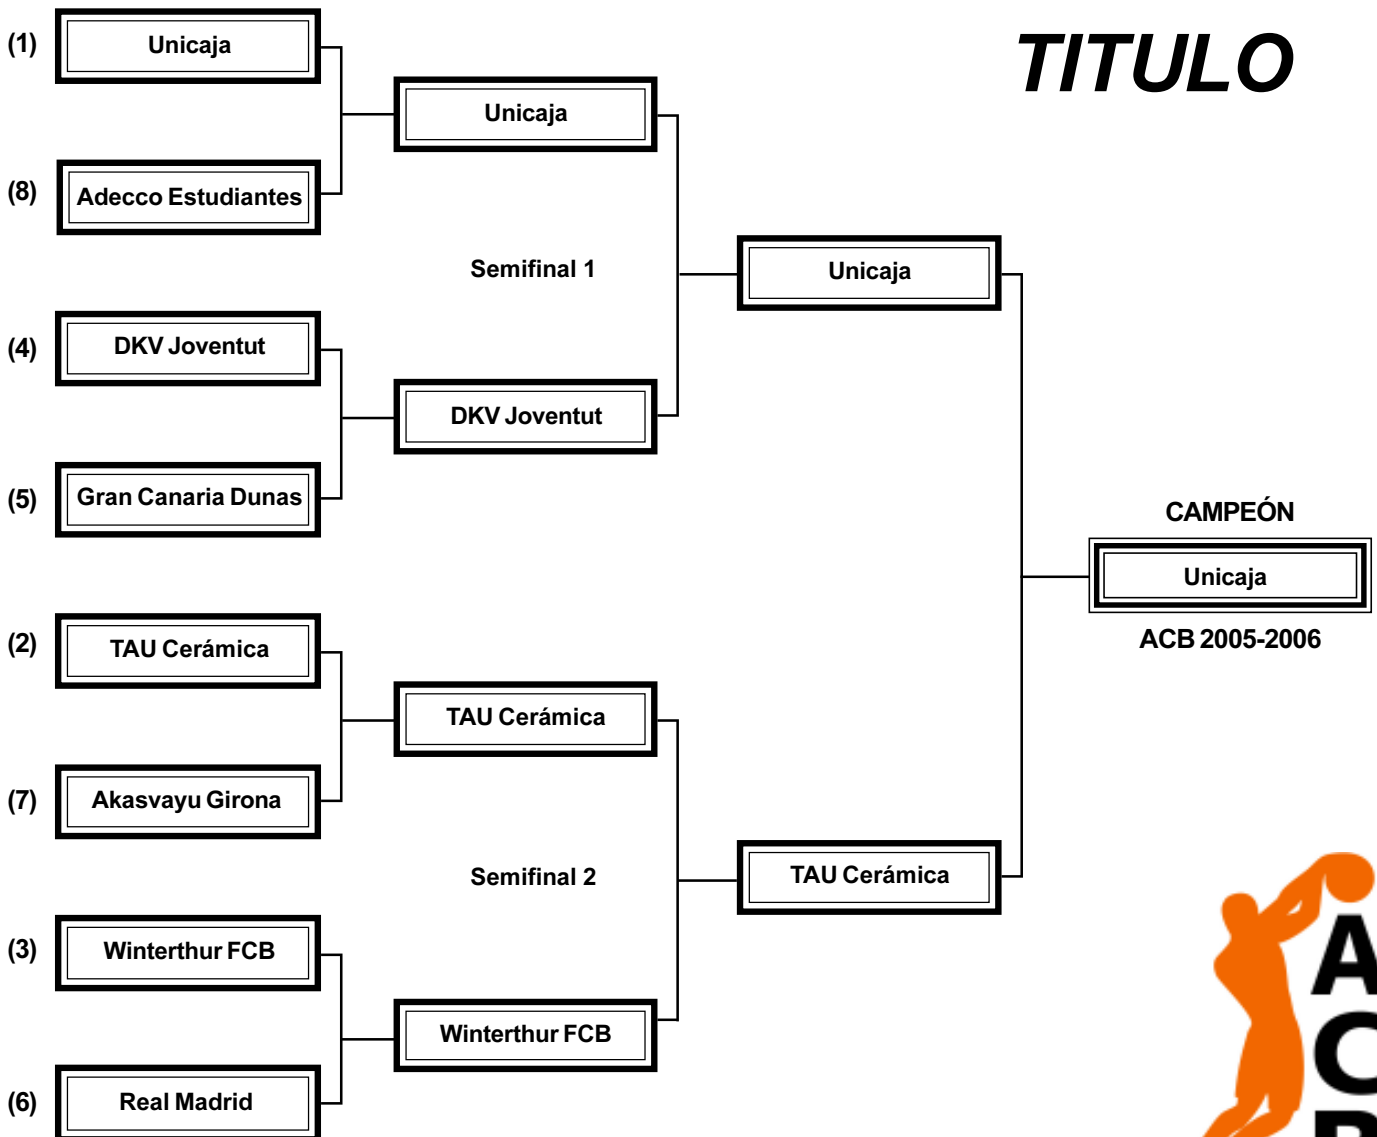 TITULO
(1) Unicaja
Unicaja
(8) Adecco Estudiantes
Semifinal 1
Unicaja
(4) DKV Joventut
DKV Joventut
(5) Gran Canaria Dunas
CAMPEÓN
Unicaja
ACB 2005-2006
(2) TAU Cerámica
TAU Cerámica
(7) Akasvayu Girona
Semifinal 2
TAU Cerámica
(3) Winterthur FCB
Winterthur FCB
(6) Real Madrid
A
C
B